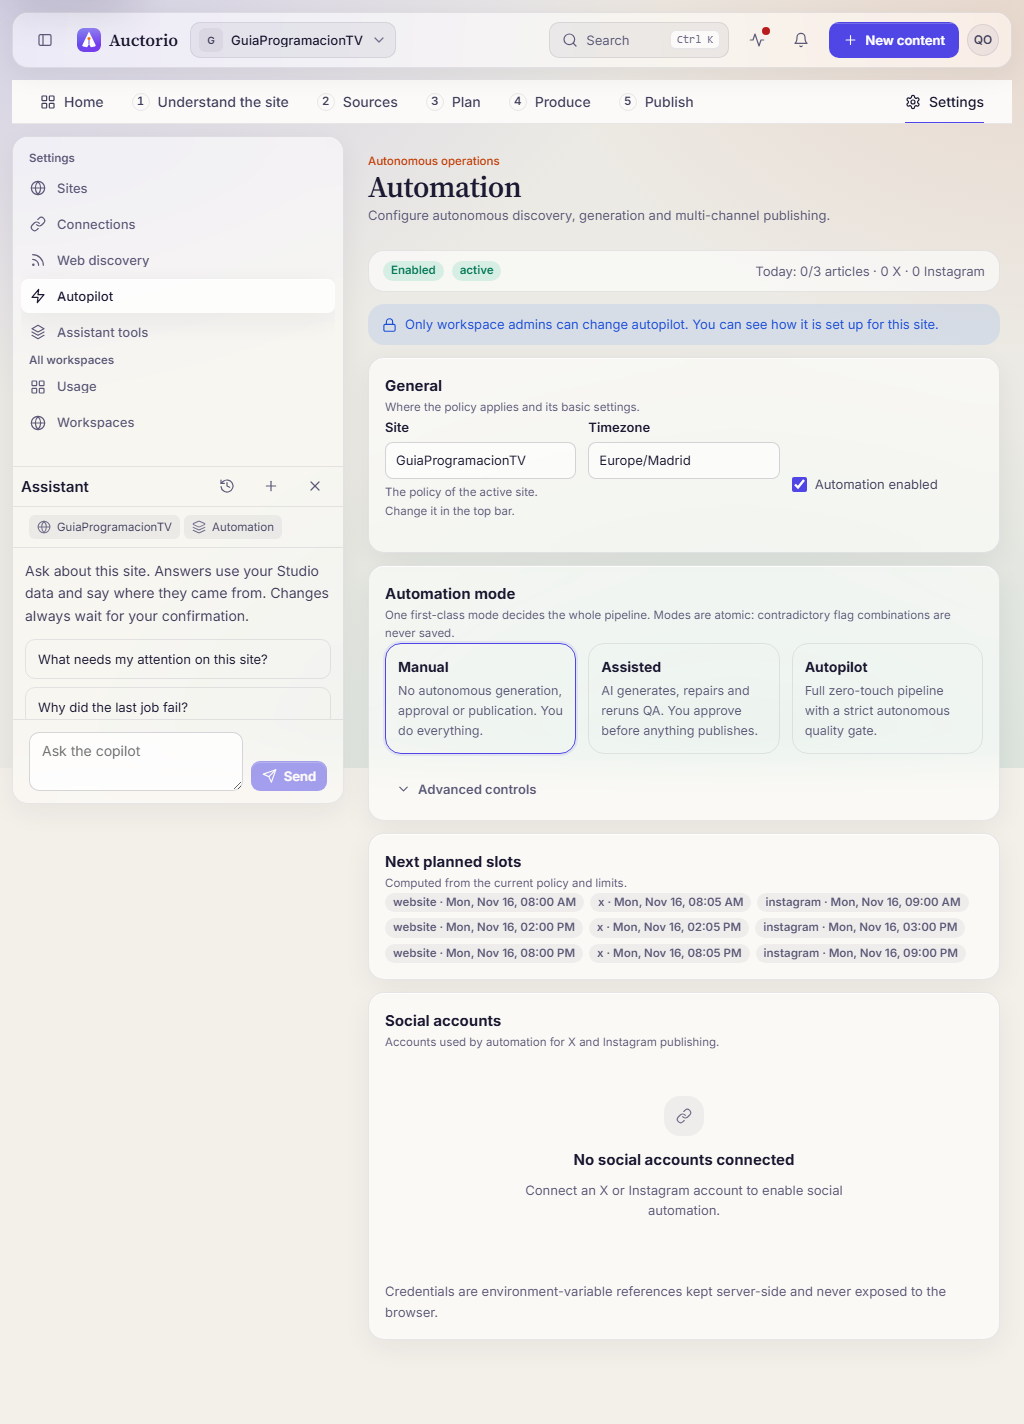 Auctorio
G GuiaProgramacionTV
Search Ctrl K
New content
QO
Home
1 Understand the site
2 Sources
3 Plan
4 Produce
5 Publish
Settings
Settings
Sites
Connections
Web discovery
Autopilot
Assistant tools
All workspaces
Usage
Workspaces
Assistant
GuiaProgramacionTV
Automation
Ask about this site. Answers use your Studio
data and say where they came from. Changes
always wait for your confirmation.
What needs my attention on this site?
Why did the last job fail?
Ask the copilot
Send
Autonomous operations
Automation
Configure autonomous discovery, generation and multi-channel publishing.
Enabled active
Today: 0/3 articles · 0 X · 0 Instagram
Only workspace admins can change autopilot. You can see how it is set up for this site.
General
Where the policy applies and its basic settings.
Site
GuiaProgramacionTV
The policy of the active site.
Change it in the top bar.
Timezone
Europe/Madrid
Automation enabled
Automation mode
One first-class mode decides the whole pipeline. Modes are atomic: contradictory flag combinations are
never saved.
Manual
No autonomous generation,
approval or publication. You
do everything.
Assisted
AI generates, repairs and
reruns QA. You approve
before anything publishes.
Autopilot
Full zero-touch pipeline
with a strict autonomous
quality gate.
Advanced controls
Next planned slots
Computed from the current policy and limits.
website · Mon, Nov 16, 08:00 AM x · Mon, Nov 16, 08:05 AM instagram · Mon, Nov 16, 09:00 AM
website · Mon, Nov 16, 02:00 PM x · Mon, Nov 16, 02:05 PM instagram · Mon, Nov 16, 03:00 PM
website · Mon, Nov 16, 08:00 PM x · Mon, Nov 16, 08:05 PM instagram · Mon, Nov 16, 09:00 PM
Social accounts
Accounts used by automation for X and Instagram publishing.
No social accounts connected
Connect an X or Instagram account to enable social
automation.
Credentials are environment-variable references kept server-side and never exposed to the
browser.